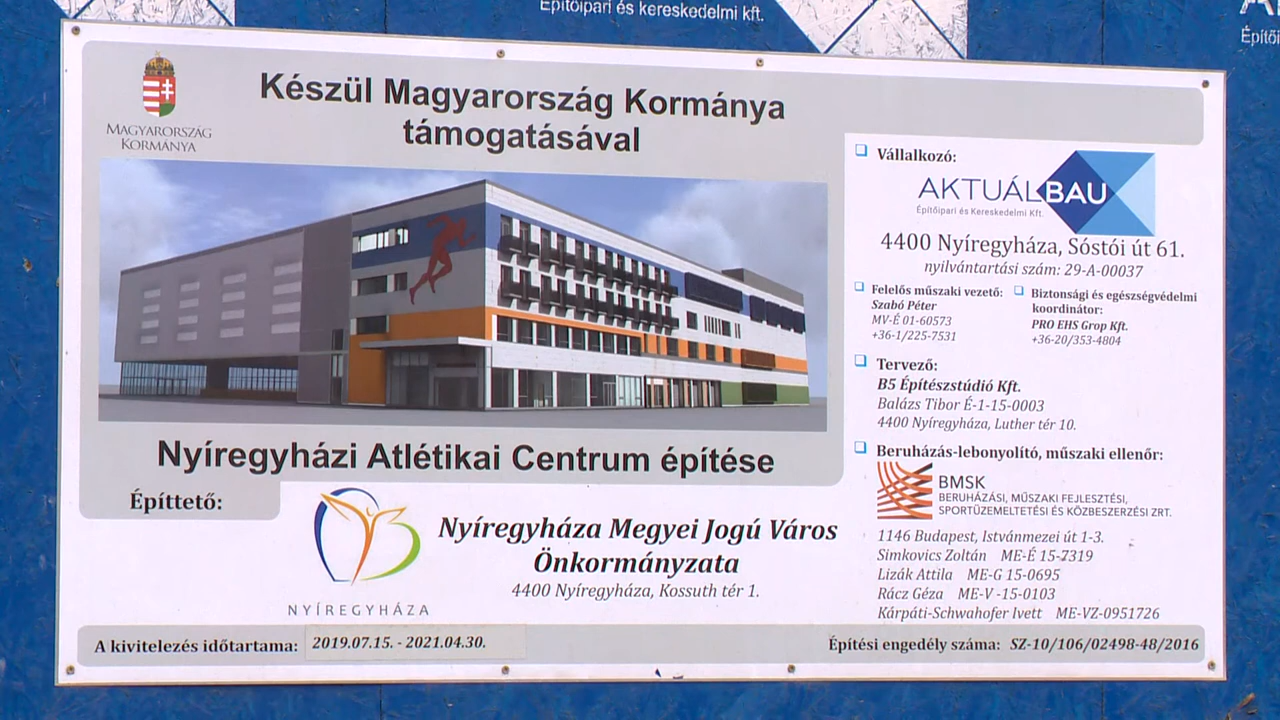 Építőipari és kereskedelmi kft.
MAGYARORSZÁG
KORMÁNYA
Készül Magyarország Kormánya
támogatásával
Nyíregyházi Atlétikai Centrum építése
Építtető:
NYÍREGYHÁZA
Nyíregyháza Megyei Jogú Város
Önkormányzata
4400 Nyíregyháza, Kossuth tér 1.
Vállalkozó:
AKTUÁLBAU
Építőipari és Kereskedelmi Kft.
4400 Nyíregyháza, Sóstói út 61.
nyilvántartási szám: 29-A-00037
Felelős műszaki vezető:
Szabó Péter
MV-É 01-60573
+36-1/225-7531
Biztonsági és egészségvédelmi
koordinátor:
PRO EHS Grop Kft.
+36-20/353-4804
Tervező:
B5 Építészstúdió Kft.
Balázs Tibor É-1-15-0003
4400 Nyíregyháza, Luther tér 10.
Beruházás-lebonyolító, műszaki ellenőr:
BMSK
BERUHÁZÁSI, MŰSZAKI FEJLESZTÉSI,
SPORTÜZEMELTETÉSI ÉS KÖZBESZERZÉSI ZRT.
1146 Budapest, Istvánmezei út 1-3.
Simkovics Zoltán ME-É 15-7319
Lizák Attila ME-G 15-0695
Rácz Géza ME-V -15-0103
Kárpáti-Schwahofer Ivett ME-VZ-0951726
A kivitelezés időtartama: 2019.07.15. - 2021.04.30.
Építési engedély száma: SZ-10/106/02498-48/2016